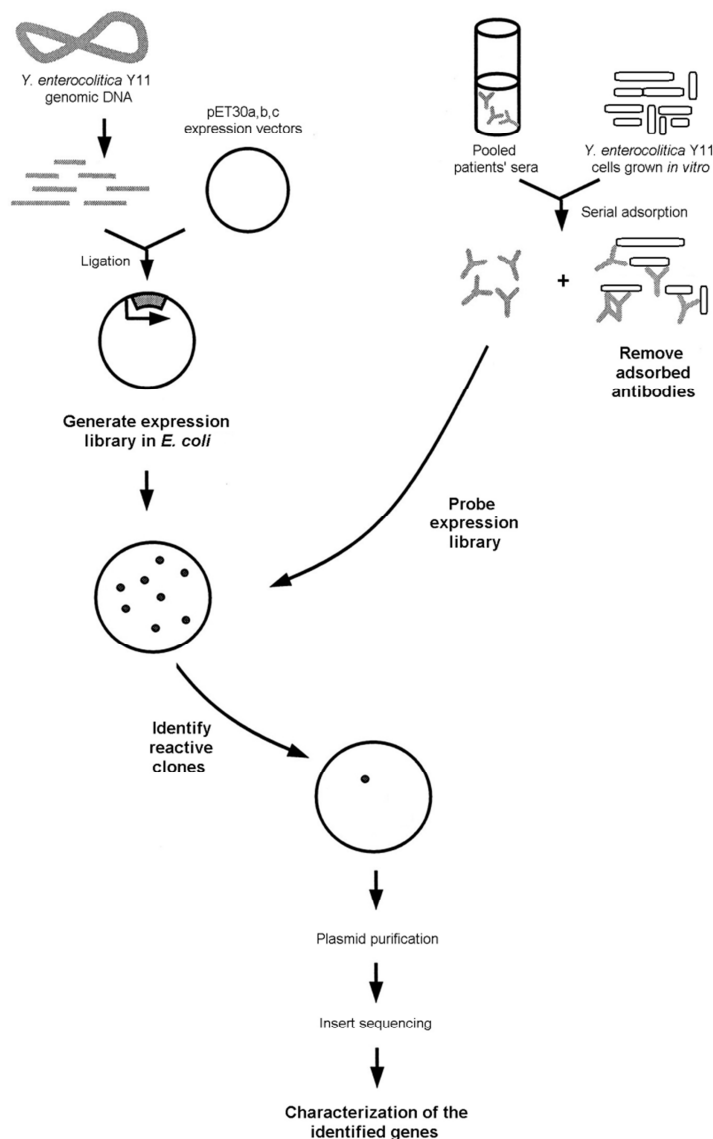 Y. enterocolitica Y11
genomic DNA
pET30a,b,c
expression vectors
Ligation
Generate expression
library in E. coli
Pooled
patients' sera
Y. enterocolitica Y11
cells grown in vitro
Serial adsorption
+
Remove
adsorbed
antibodies
Probe
expression
library
Identify
reactive
clones
Plasmid purification
Insert sequencing
Characterization of the
identified genes